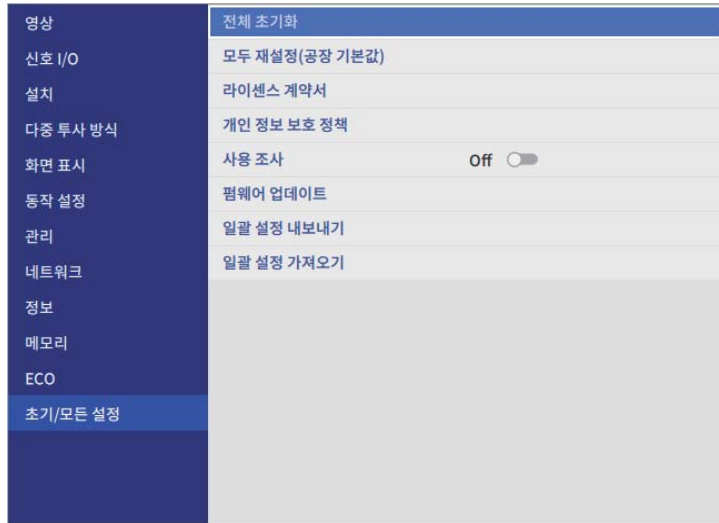 영상
신호 I/O
설치
다중 투사 방식
화면 표시
동작 설정
관리
네트워크
정보
메모리
ECO
초기/모든 설정
전체 초기화
모두 재설정(공장 기본값)
라이센스 계약서
개인 정보 보호 정책
사용 조사 Off
펌웨어 업데이트
일괄 설정 내보내기
일괄 설정 가져오기